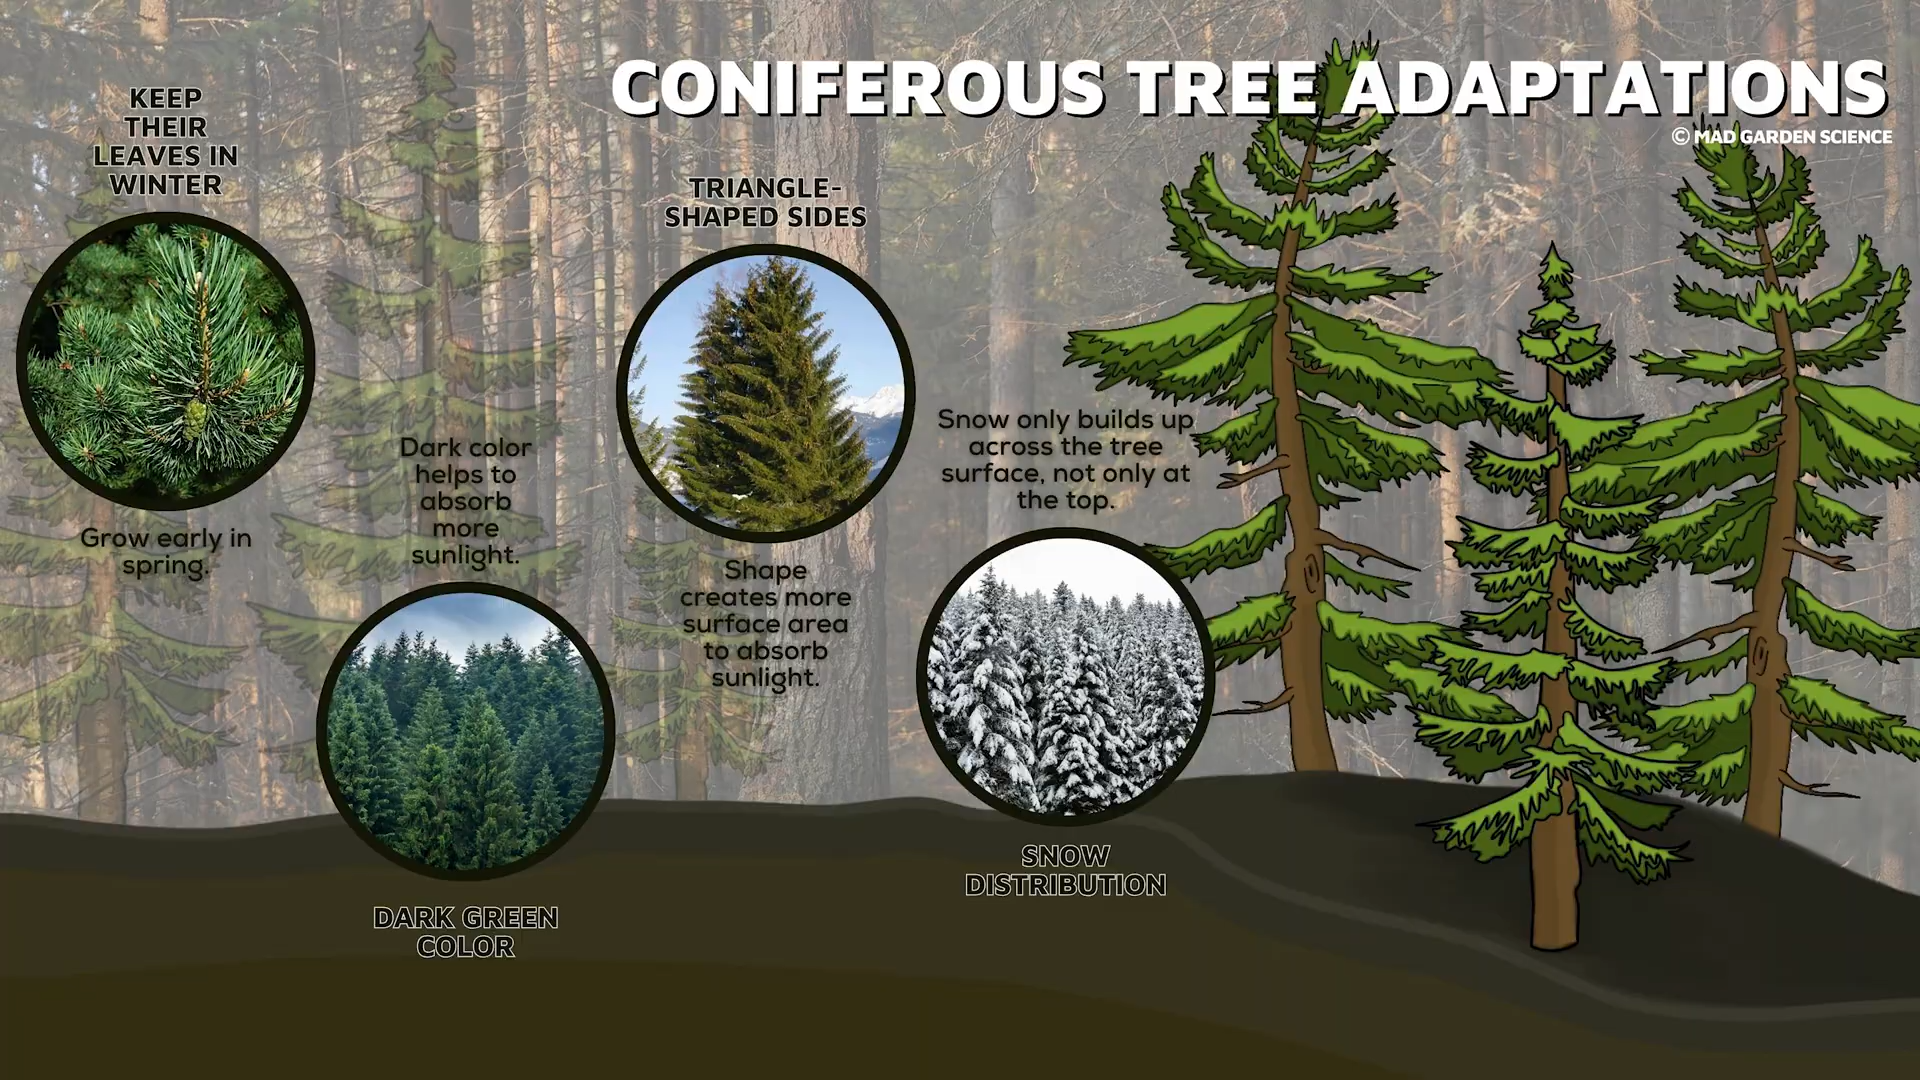 CONIFEROUS TREE ADAPTATIONS
© MAD GARDEN SCIENCE
KEEP
THEIR
LEAVES IN
WINTER
Grow early in
spring.
Dark color
helps to
absorb
more
sunlight.
DARK GREEN
COLOR
TRIANGLE-
SHAPED SIDES
Shape
creates more
surface area
to absorb
sunlight.
Snow only builds up
across the tree
surface, not only at
the top.
SNOW
DISTRIBUTION